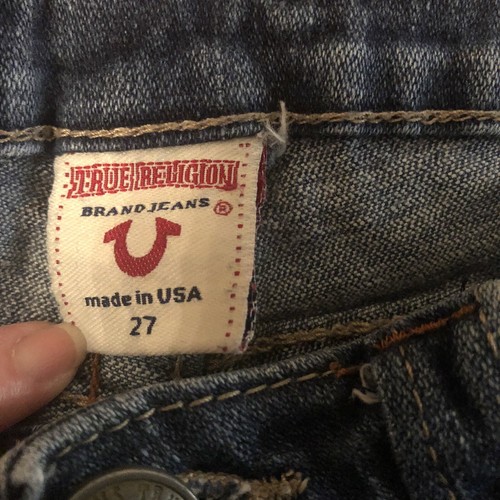 TRUE RELIGION
BRAND JEANS ®
made in USA
27